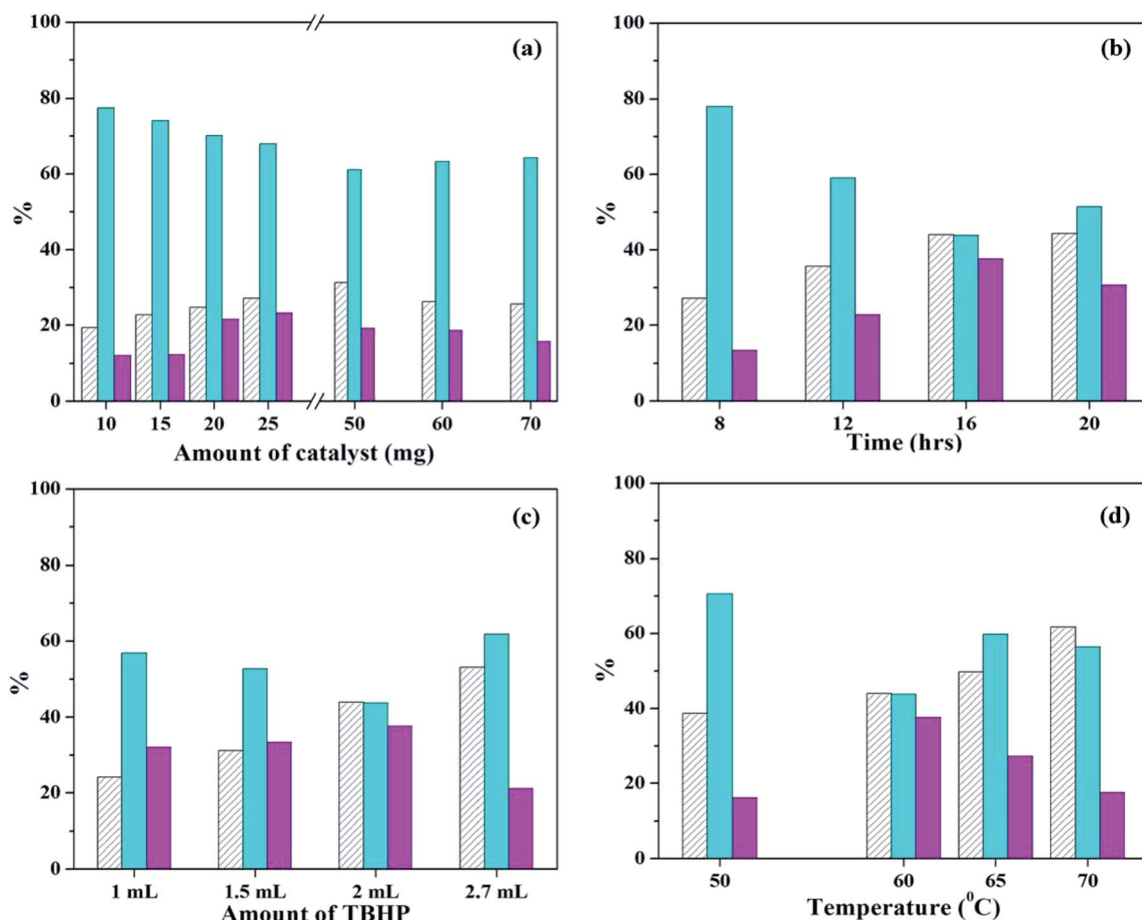 (a)
100
80
60
40
20
0
%
10 15 20 25 50 60 70
Amount of catalyst (mg)
(b)
100
80
60
40
20
0
%
8 12 16 20
Time (hrs)
(c)
100
80
60
40
20
0
%
1 mL 1.5 mL 2 mL 2.7 mL
Amount of TBHP
(d)
100
80
60
40
20
0
%
50 60 65 70
Temperature (⁰C)